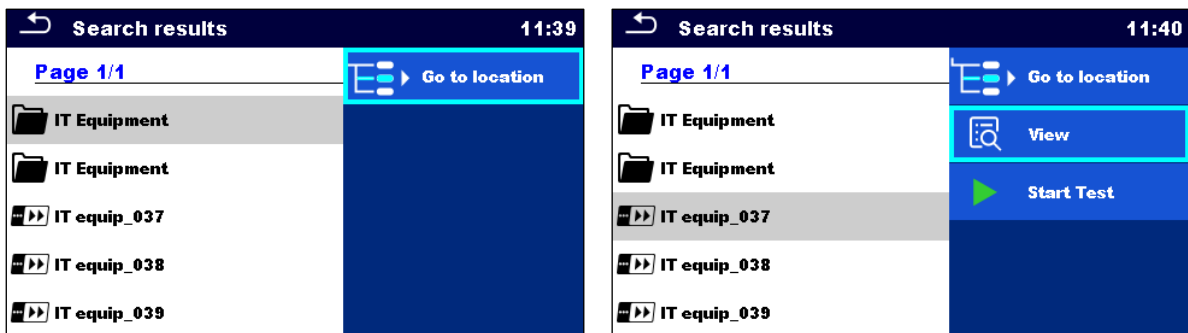 Search results 11:39
Page 1/1
Go to location
IT Equipment
IT Equipment
IT equip_037
IT equip_038
IT equip_039
Search results 11:40
Page 1/1
Go to location
IT Equipment
View
IT Equipment
Start Test
IT equip_037
IT equip_038
IT equip_039